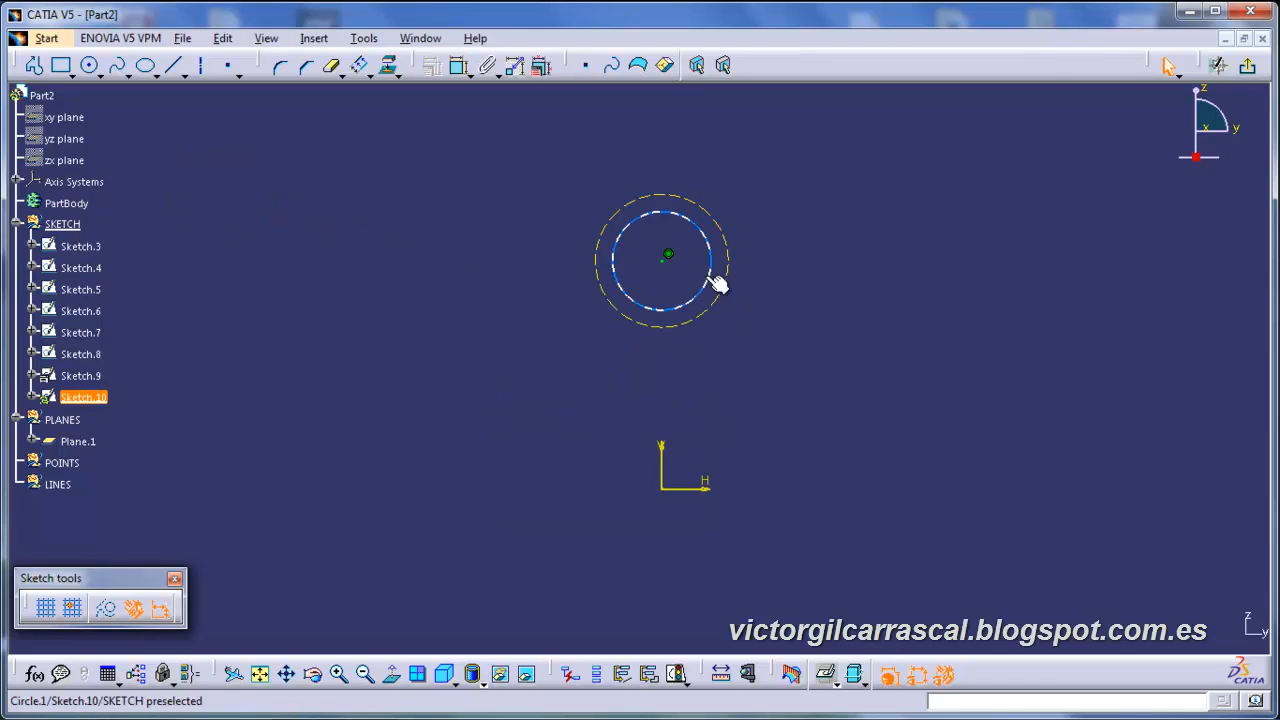 CATIA V5 - [Part2]
Start ENOVIA V5 VPM File Edit View Insert Tools Window Help
Part2
xy plane
yz plane
zx plane
Axis Systems
PartBody
SKETCH
Sketch.3
Sketch.4
Sketch.5
Sketch.6
Sketch.7
Sketch.8
Sketch.9
Sketch.10
PLANES
Plane.1
POINTS
LINES
z
x y
V
H
Sketch tools
victorgilcarrascal.blogspot.com.es
z
y
f(x)
CATIA
Circle.1/Sketch.10/SKETCH preselected